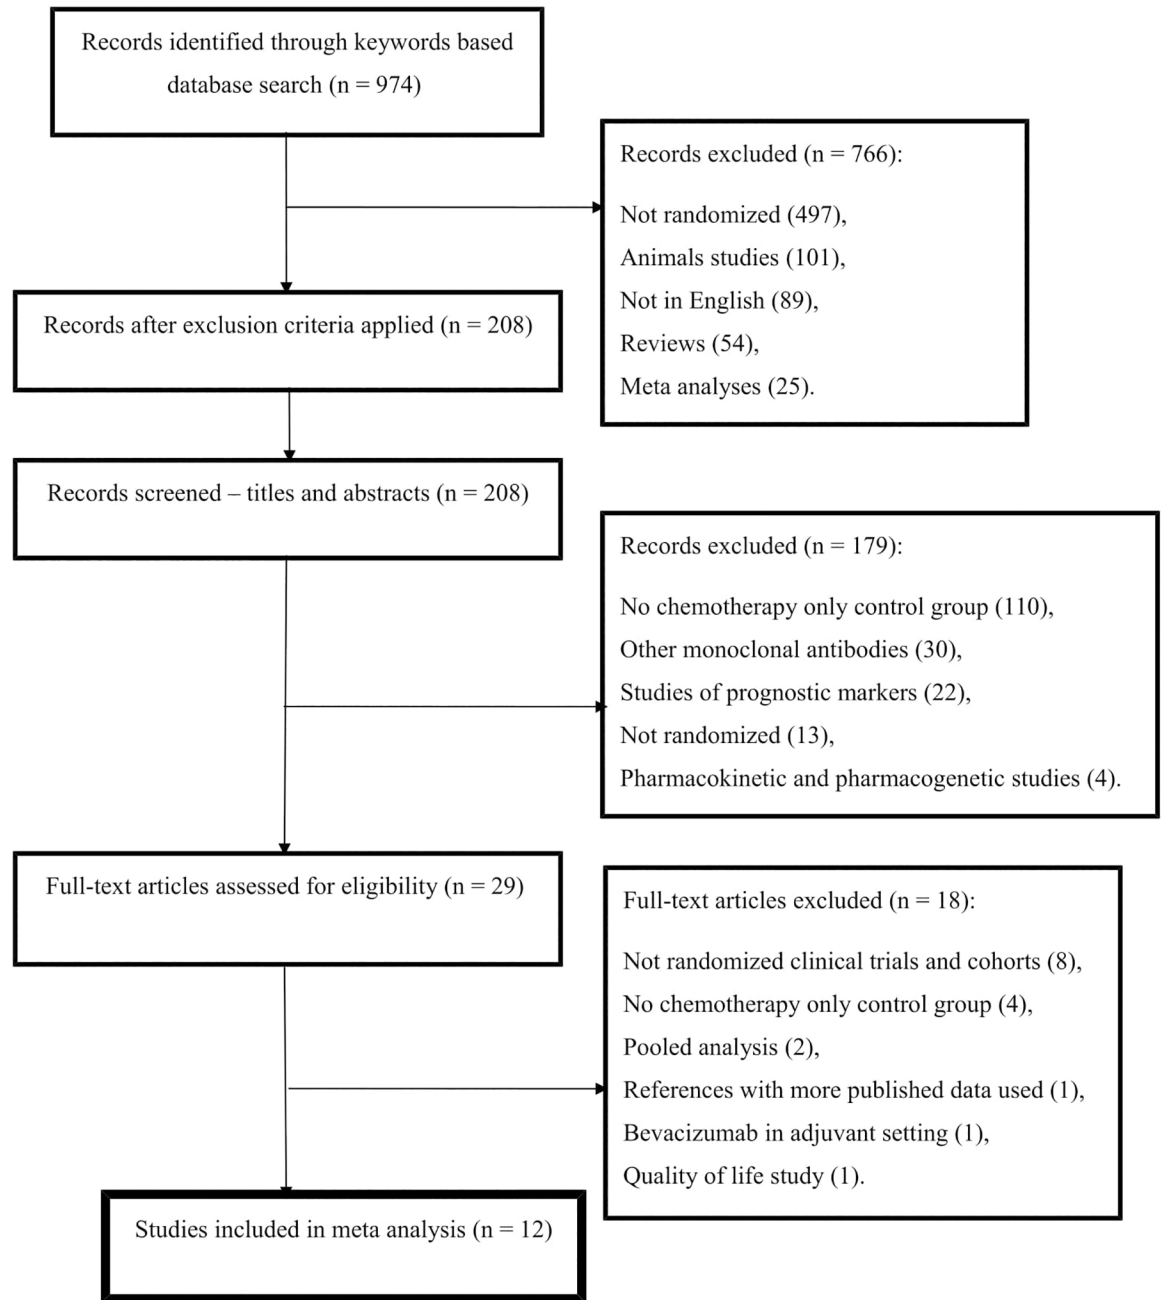 Records identified through keywords based
database search (n = 974)
Records excluded (n = 766):
Not randomized (497),
Animals studies (101),
Not in English (89),
Reviews (54),
Meta analyses (25).
Records after exclusion criteria applied (n = 208)
Records screened – titles and abstracts (n = 208)
Records excluded (n = 179):
No chemotherapy only control group (110),
Other monoclonal antibodies (30),
Studies of prognostic markers (22),
Not randomized (13),
Pharmacokinetic and pharmacogenetic studies (4).
Full-text articles assessed for eligibility (n = 29)
Full-text articles excluded (n = 18):
Not randomized clinical trials and cohorts (8),
No chemotherapy only control group (4),
Pooled analysis (2),
References with more published data used (1),
Bevacizumab in adjuvant setting (1),
Quality of life study (1).
Studies included in meta analysis (n = 12)